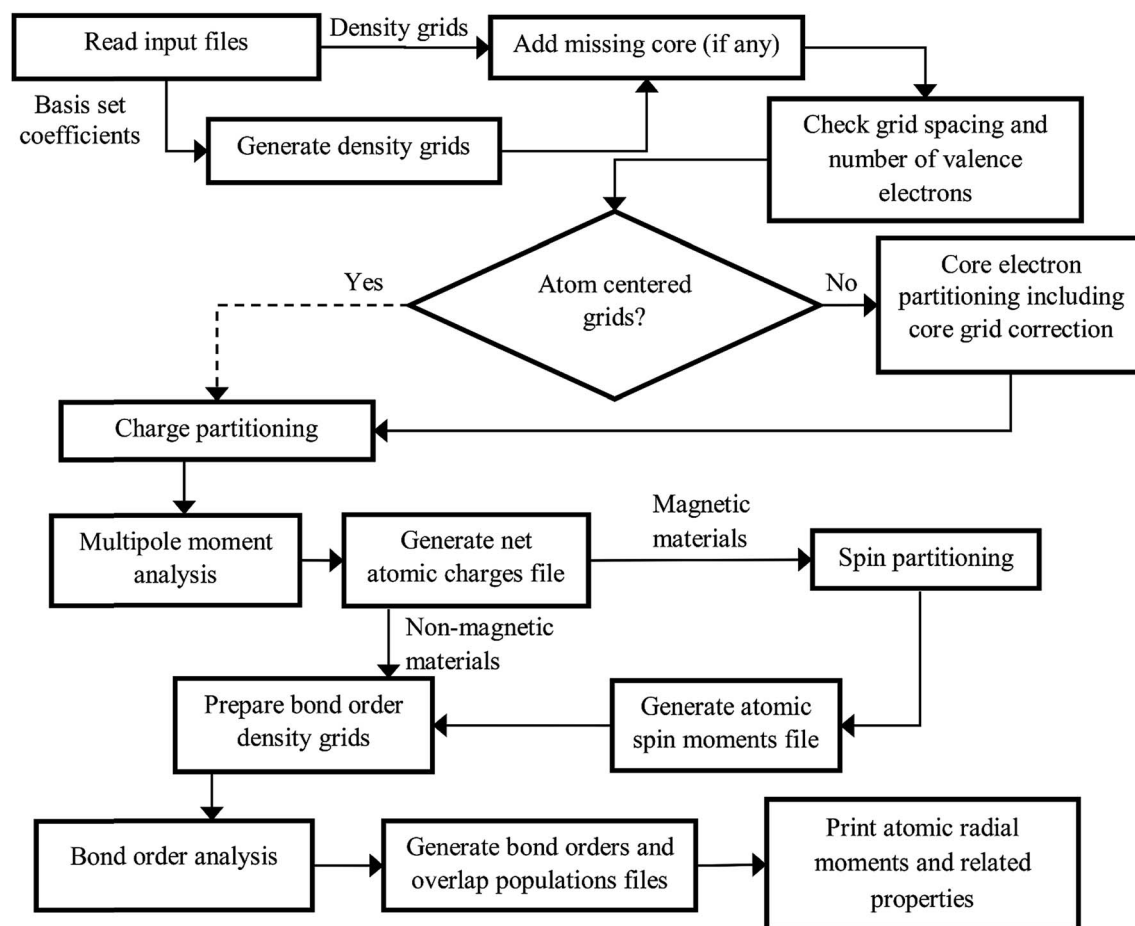 Read input files
Density grids
Add missing core (if any)
Basis set
coefficients
Generate density grids
Check grid spacing and
number of valence
electrons
Yes
Atom centered
grids?
No
Core electron
partitioning including
core grid correction
Charge partitioning
Multipole moment
analysis
Generate net
atomic charges file
Magnetic
materials
Spin partitioning
Non-magnetic
materials
Prepare bond order
density grids
Generate atomic
spin moments file
Bond order analysis
Generate bond orders and
overlap populations files
Print atomic radial
moments and related
properties